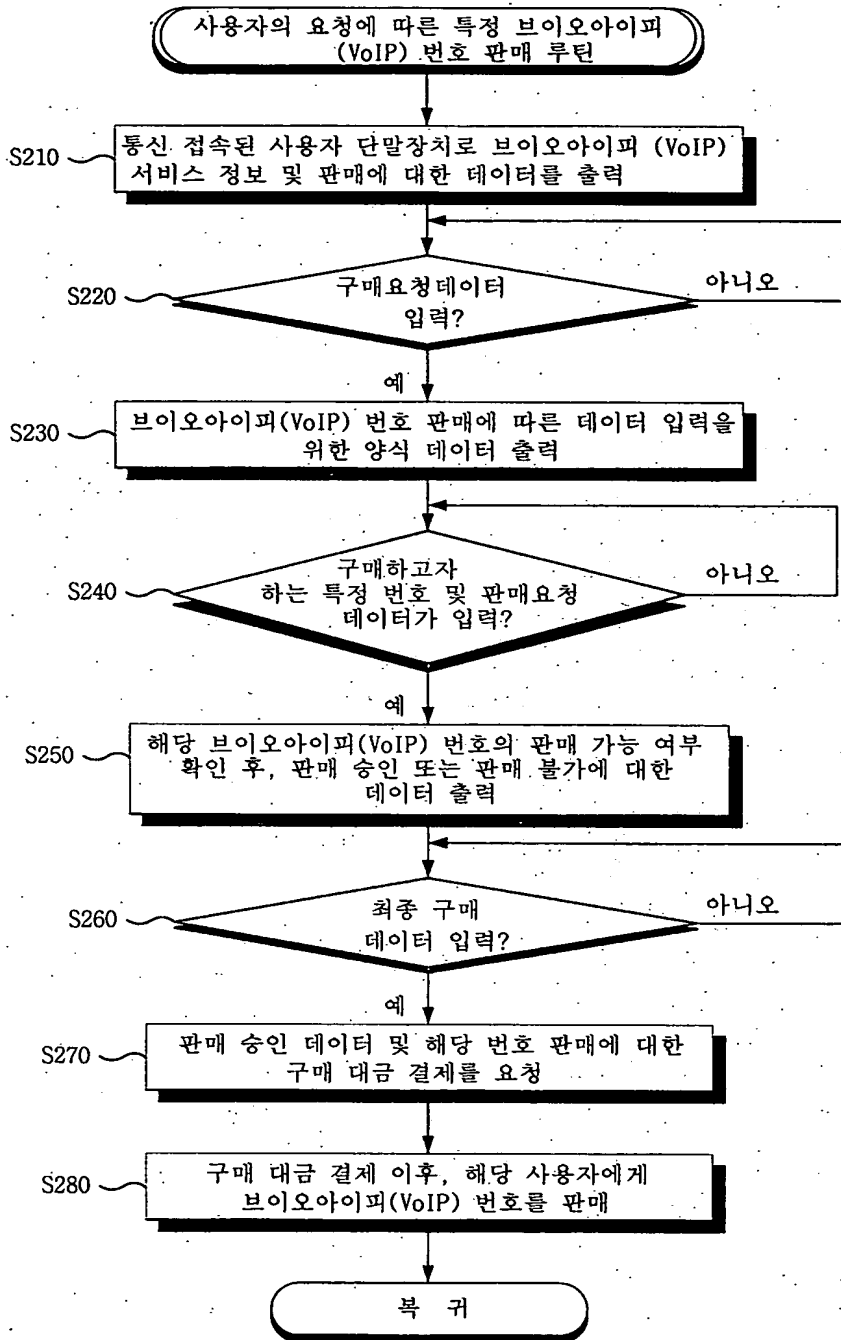 사용자의 요청에 따른 특정 브이오아이피
(VoIP) 번호 판매 루틴
S210
통신 접속된 사용자 단말장치로 브이오아이피 (VoIP)
서비스 정보 및 판매에 대한 데이터를 출력
S220
구매요청데이터
입력?
아니오
예
S230
브이오아이피(VoIP) 번호 판매에 따른 데이터 입력을
위한 양식 데이터 출력
S240
구매하고자
하는 특정 번호 및 판매요청
데이터가 입력?
아니오
예
S250
해당 브이오아이피(VoIP) 번호의 판매 가능 여부
확인 후, 판매 승인 또는 판매 불가에 대한
데이터 출력
S260
최종 구매
데이터 입력?
아니오
예
S270
판매 승인 데이터 및 해당 번호 판매에 대한
구매 대금 결제를 요청
S280
구매 대금 결제 이후, 해당 사용자에게
브이오아이피(VoIP) 번호를 판매
복 귀